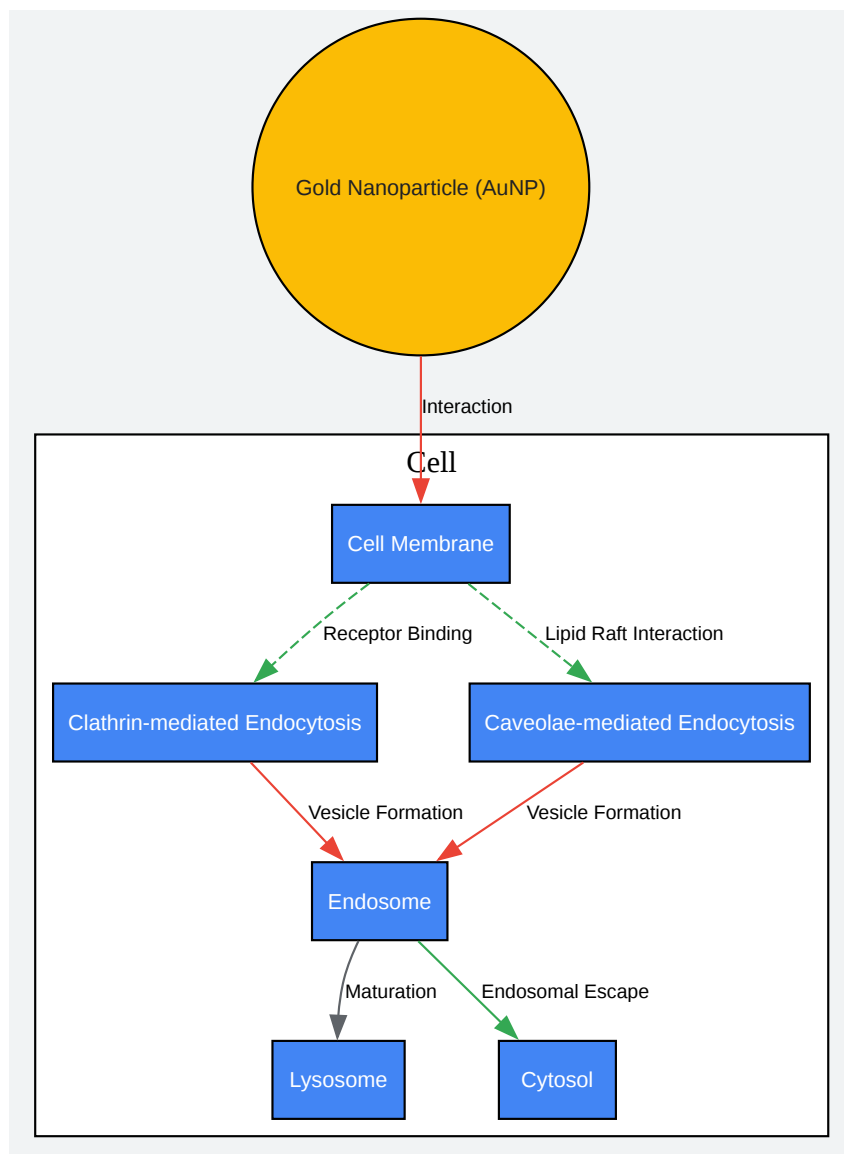 Gold Nanoparticle (AuNP)
Interaction
Cell
Cell Membrane
Receptor Binding
Lipid Raft Interaction
Clathrin-mediated Endocytosis
Caveolae-mediated Endocytosis
Vesicle Formation
Vesicle Formation
Endosome
Maturation
Endosomal Escape
Lysosome
Cytosol